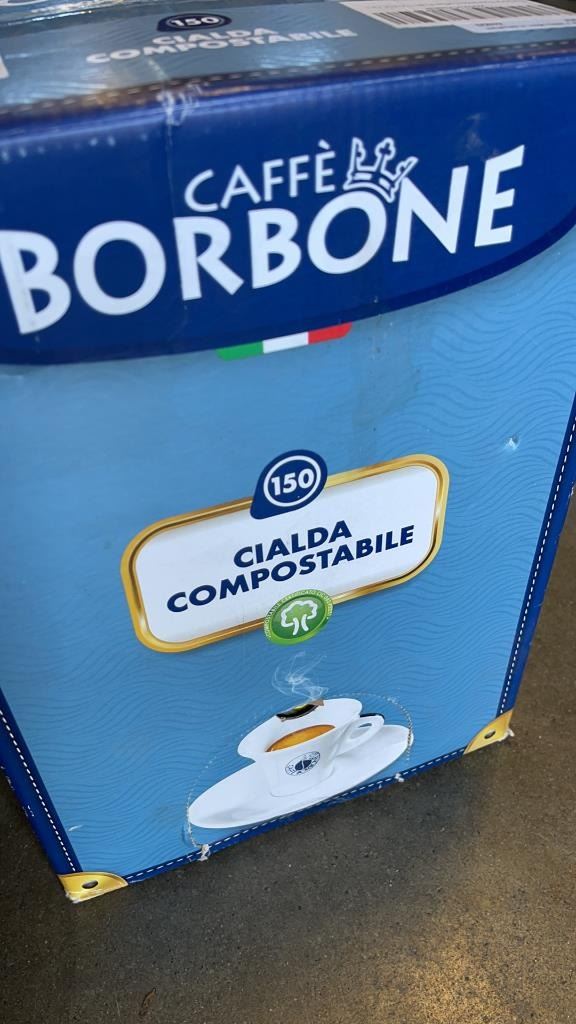 150
CIALDA
COMPOSTABILE
CAFFÈ
BORBONE
150
CIALDA
COMPOSTABILE